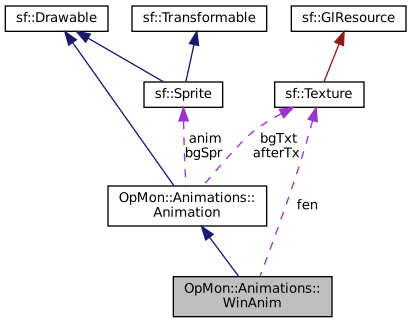 sf::Drawable
sf::Transformable
sf::GlResource
sf::Sprite
sf::Texture
anim
bgSpr
bgTxt
afterTx
OpMon::Animations::
Animation
fen
OpMon::Animations::
WinAnim